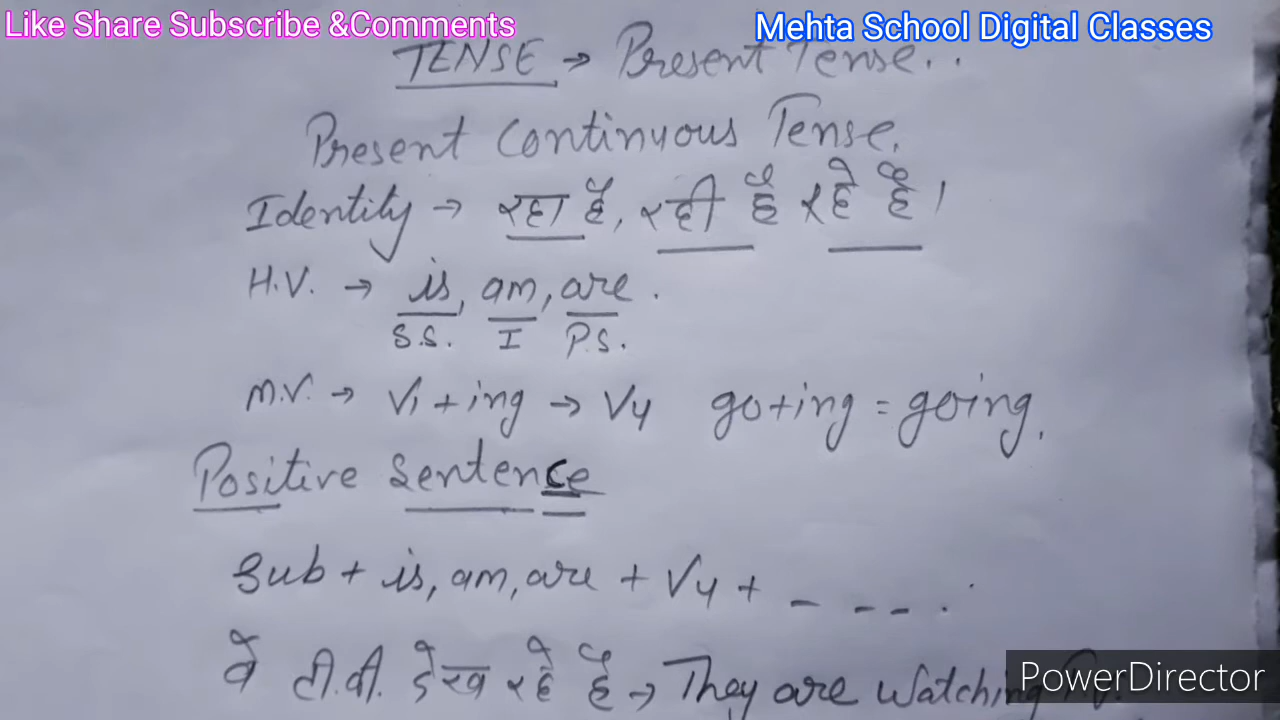 Like Share Subscribe &Comments
Mehta School Digital Classes
TENSE → Present Tense..
Present Continuous Tense.
Identity → रहा है, रही है रहे है।
H.V. → is, am, are.
S.S. I P.S.
M.V. → V1 + ing → V4 go+ing = going.
Positive Sentence
Sub + is, am, are + V4 + - - - .
वे टी.वी. देख रहे है → They are Watching T.V.
PowerDirector